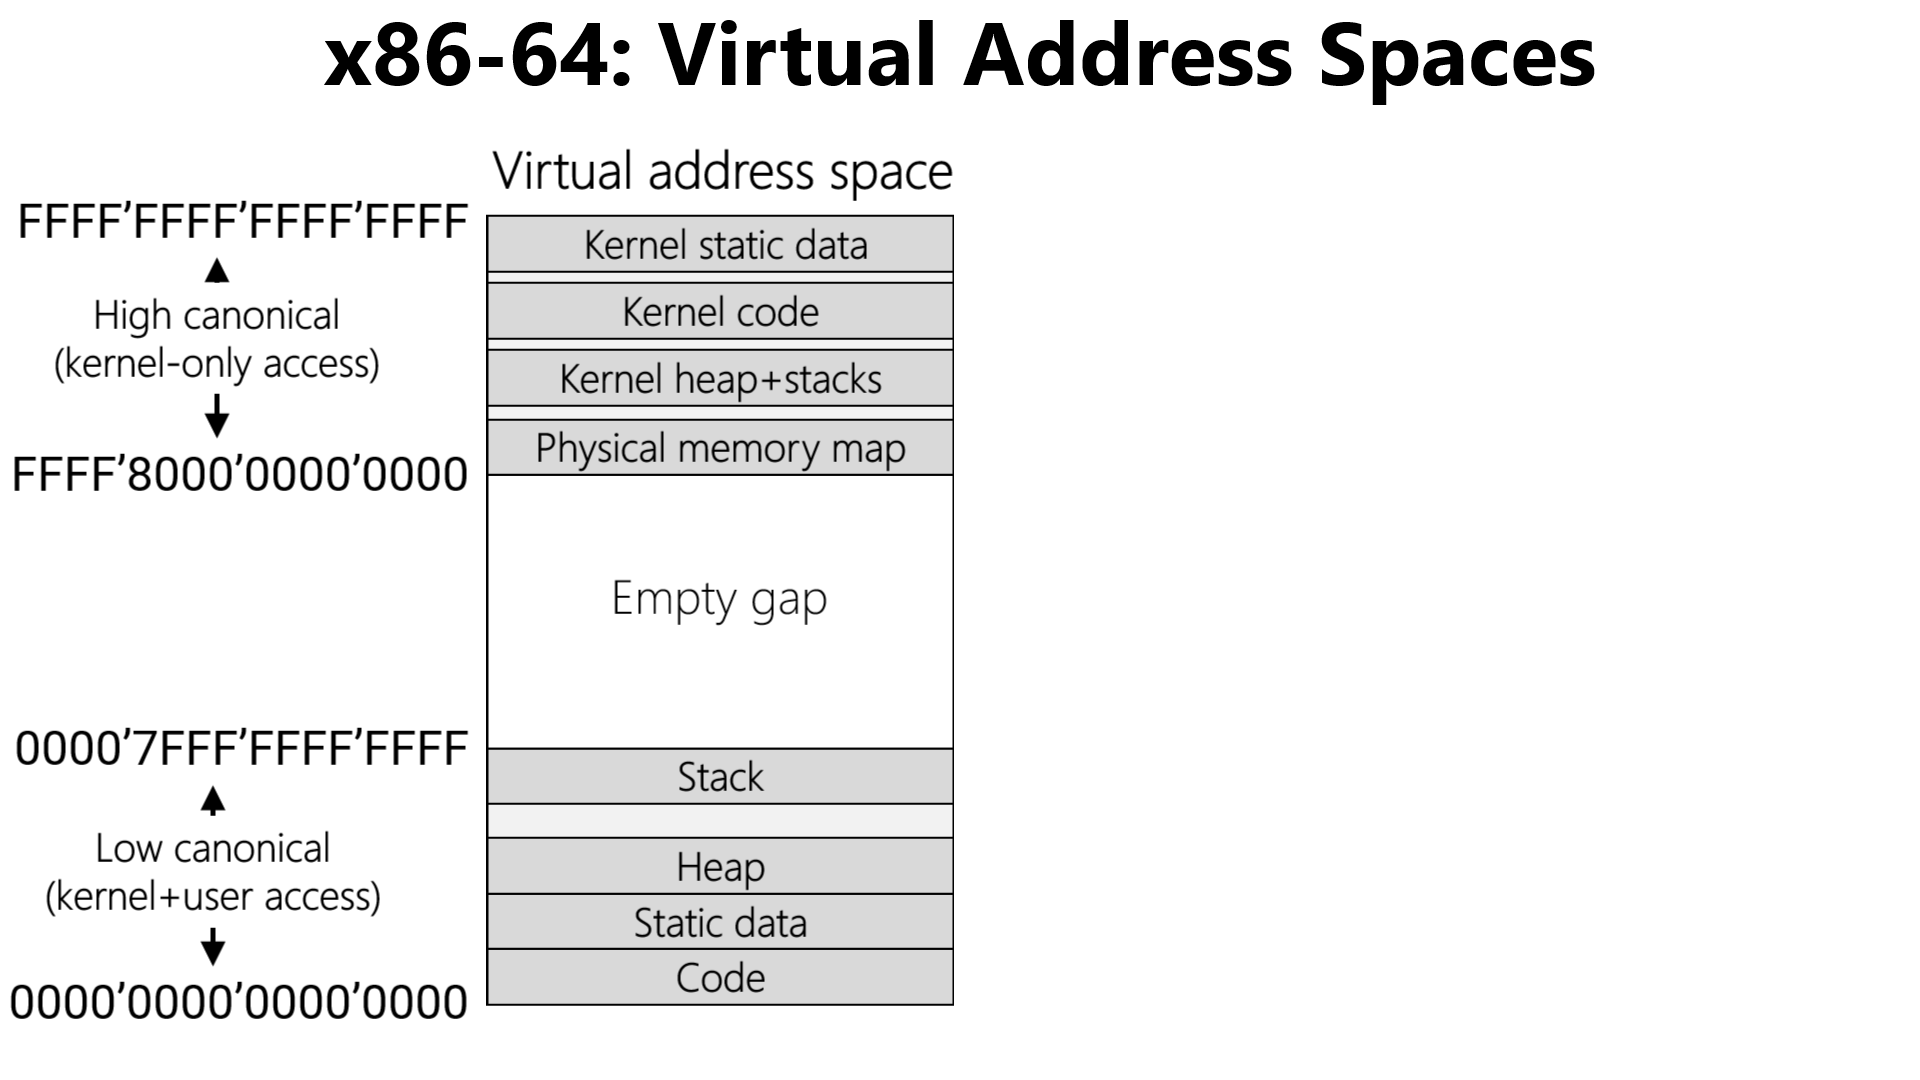 x86-64: Virtual Address Spaces
Virtual address space
FFFF’FFFF’FFFF’FFFF
High canonical
(kernel-only access)
FFFF’8000’0000’0000
0000’7FFF’FFFF’FFFF
Low canonical
(kernel+user access)
0000’0000’0000’0000
Kernel static data
Kernel code
Kernel heap+stacks
Physical memory map
Empty gap
Stack
Heap
Static data
Code